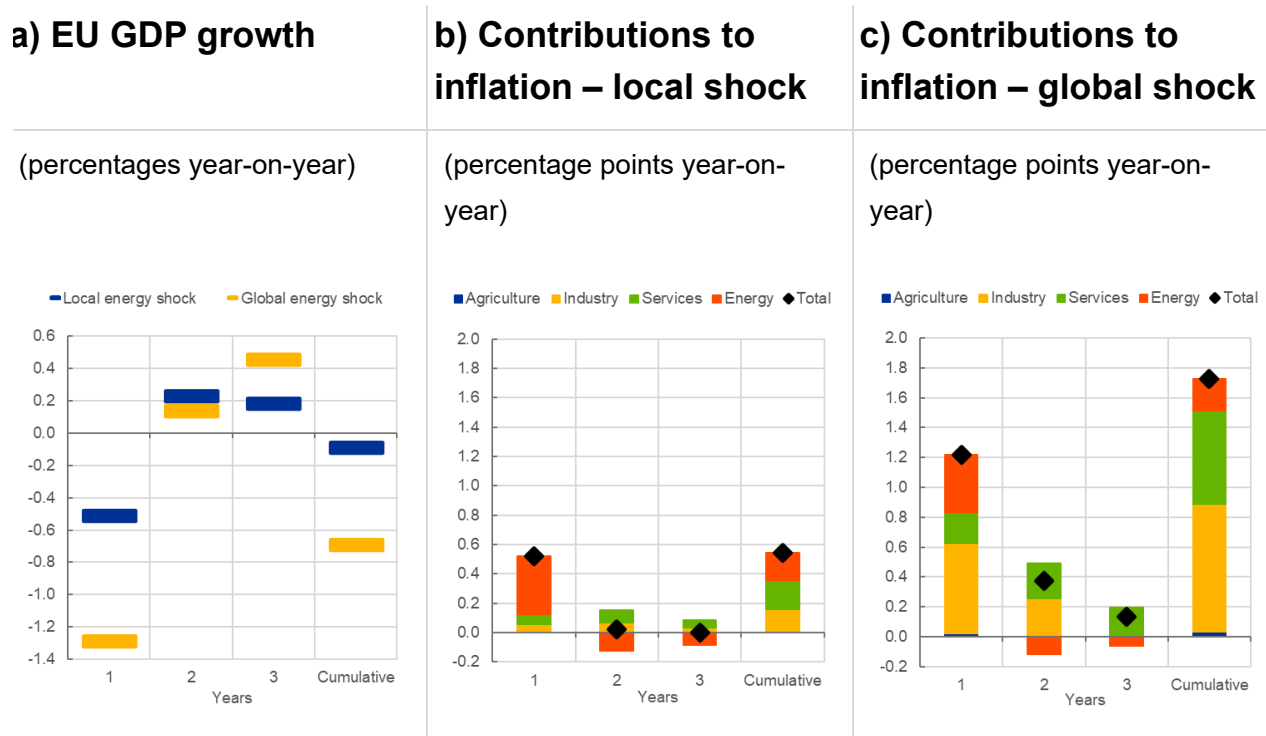 a) EU GDP growth
(percentages year-on-year)
Local energy shock Global energy shock
0.6
0.4
0.2
0.0
-0.2
-0.4
-0.6
-0.8
-1.0
-1.2
-1.4
1 2 3 Cumulative
Years
b) Contributions to
inflation – local shock
(percentage points year-on-
year)
Agriculture Industry Services Energy Total
2.0
1.8
1.6
1.4
1.2
1.0
0.8
0.6
0.4
0.2
0.0
-0.2
1 2 3 Cumulative
Years
c) Contributions to
inflation – global shock
(percentage points year-on-
year)
Agriculture Industry Services Energy Total
2.0
1.8
1.6
1.4
1.2
1.0
0.8
0.6
0.4
0.2
0.0
-0.2
1 2 3 Cumulative
Years